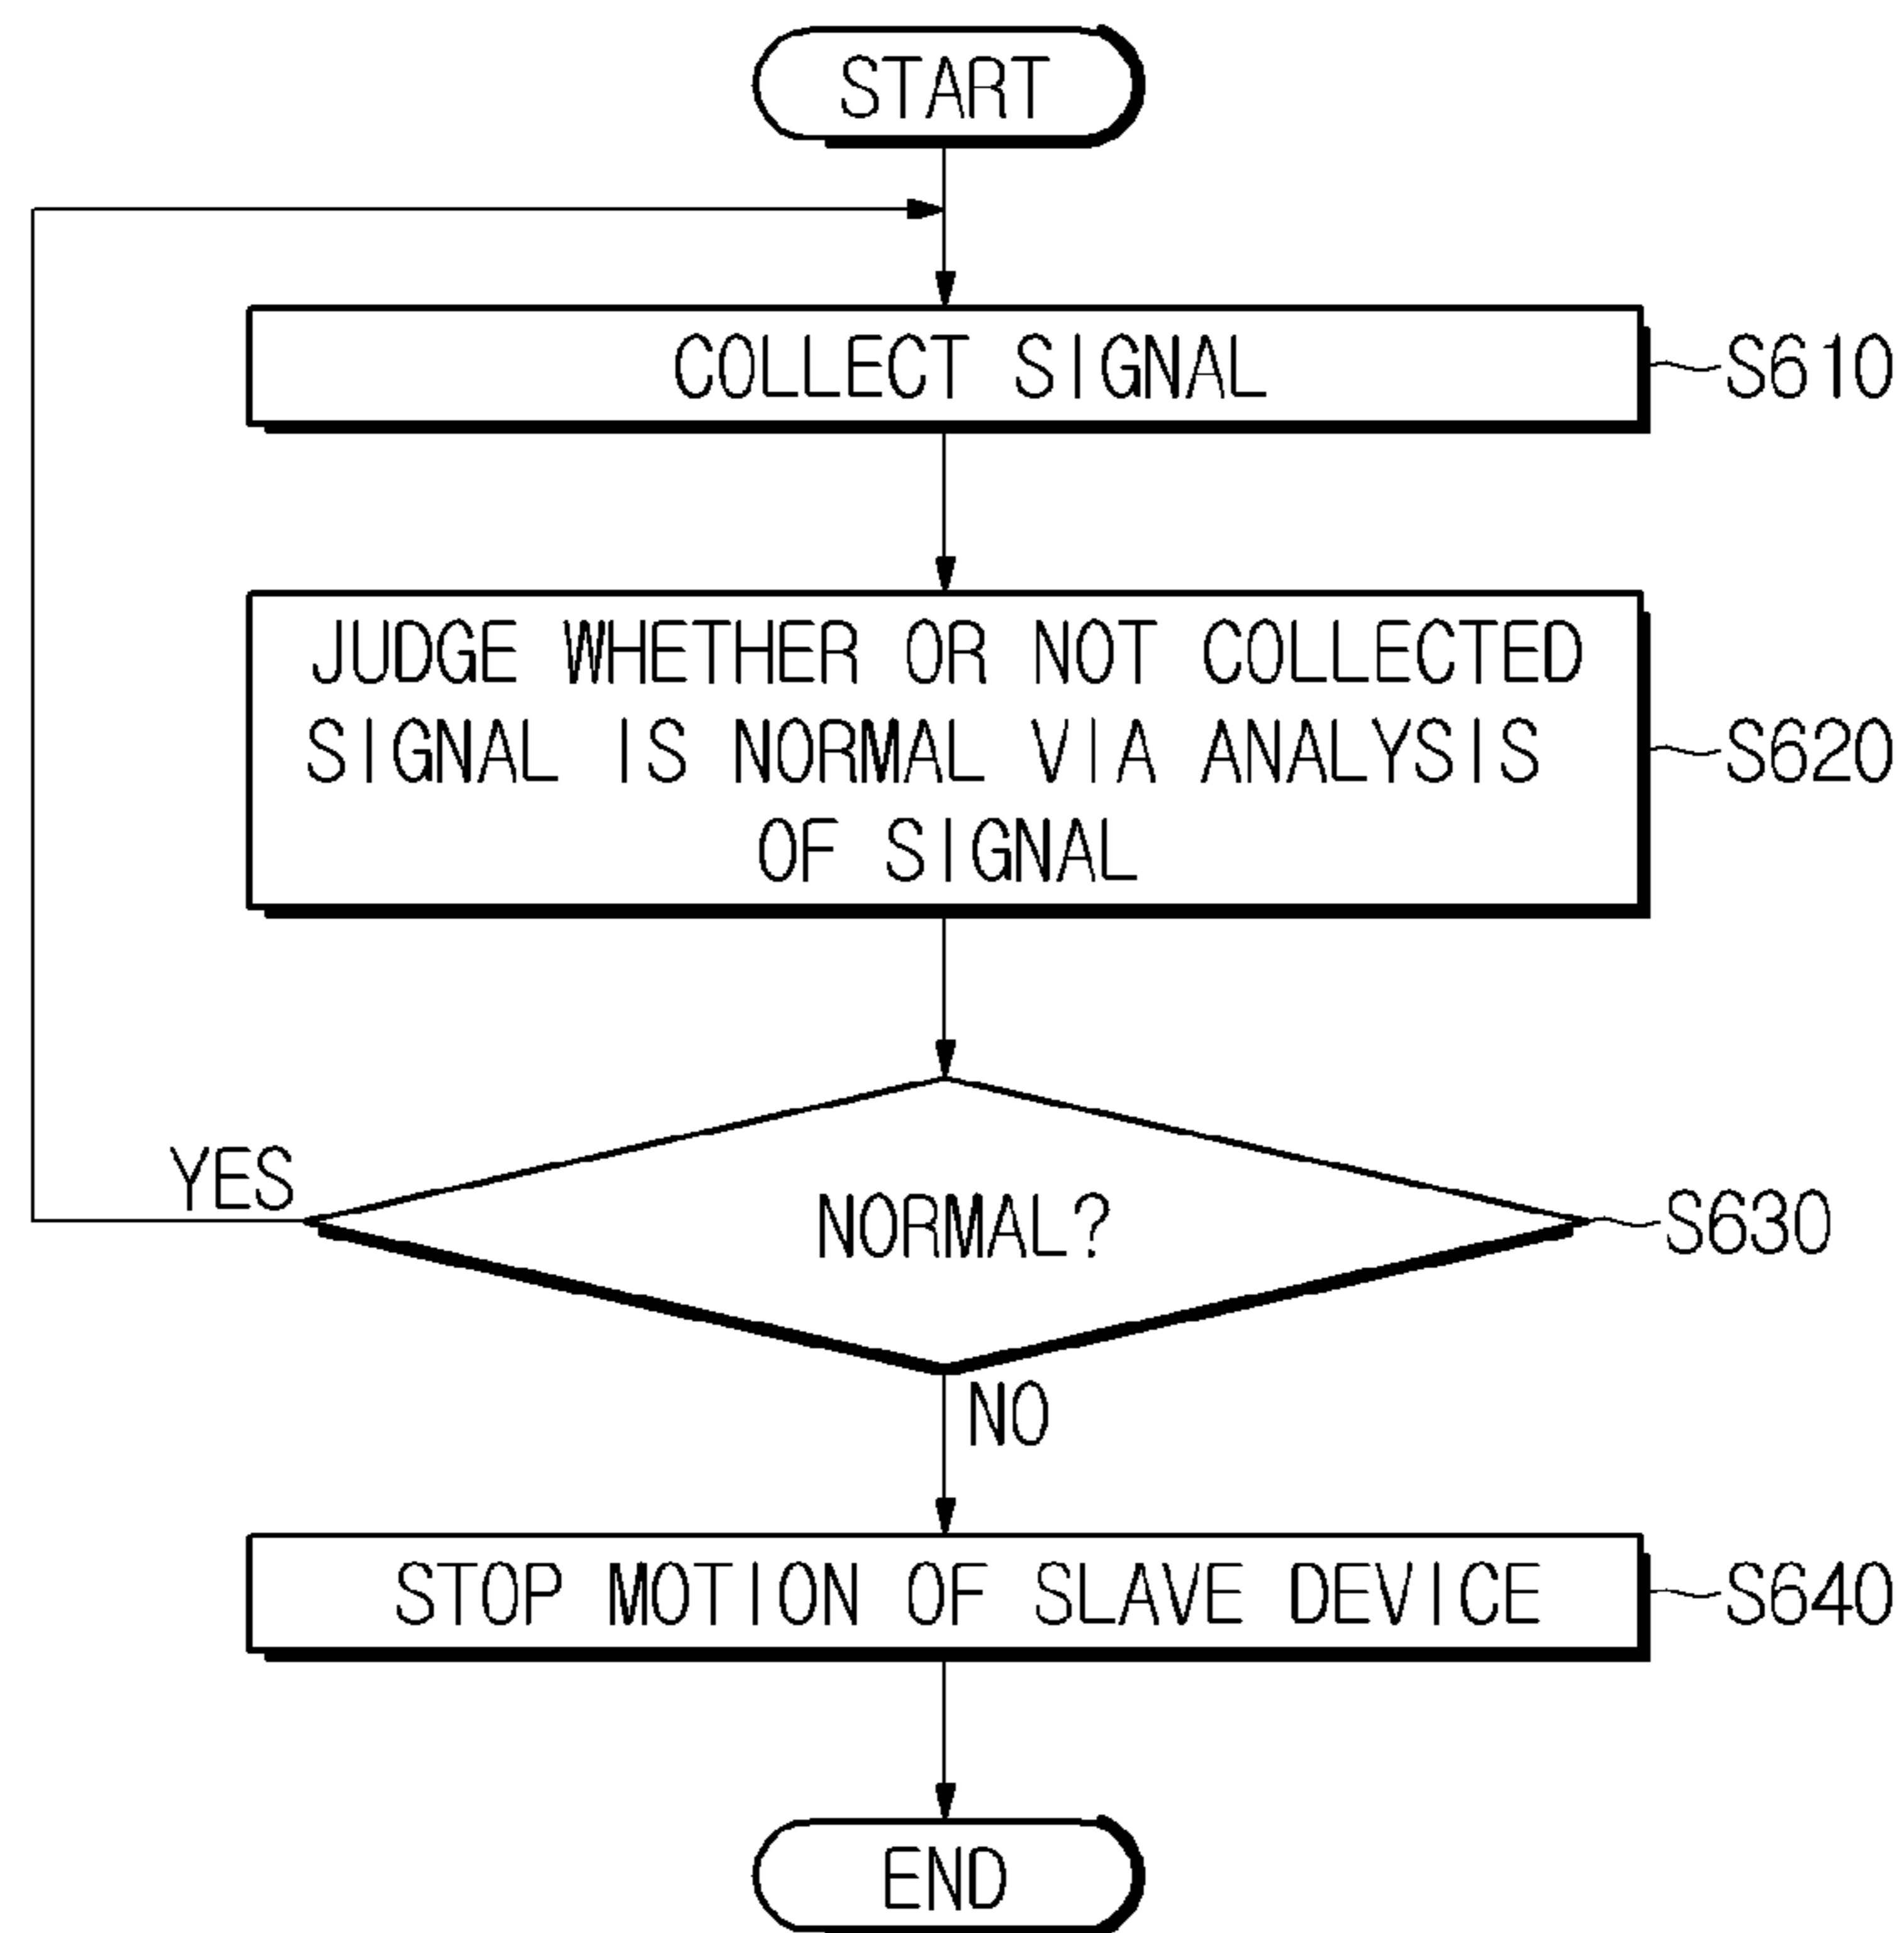 START
COLLECT SIGNAL
S610
JUDGE WHETHER OR NOT COLLECTED
SIGNAL IS NORMAL VIA ANALYSIS
OF SIGNAL
S620
YES
NORMAL?
S630
NO
STOP MOTION OF SLAVE DEVICE
S640
END